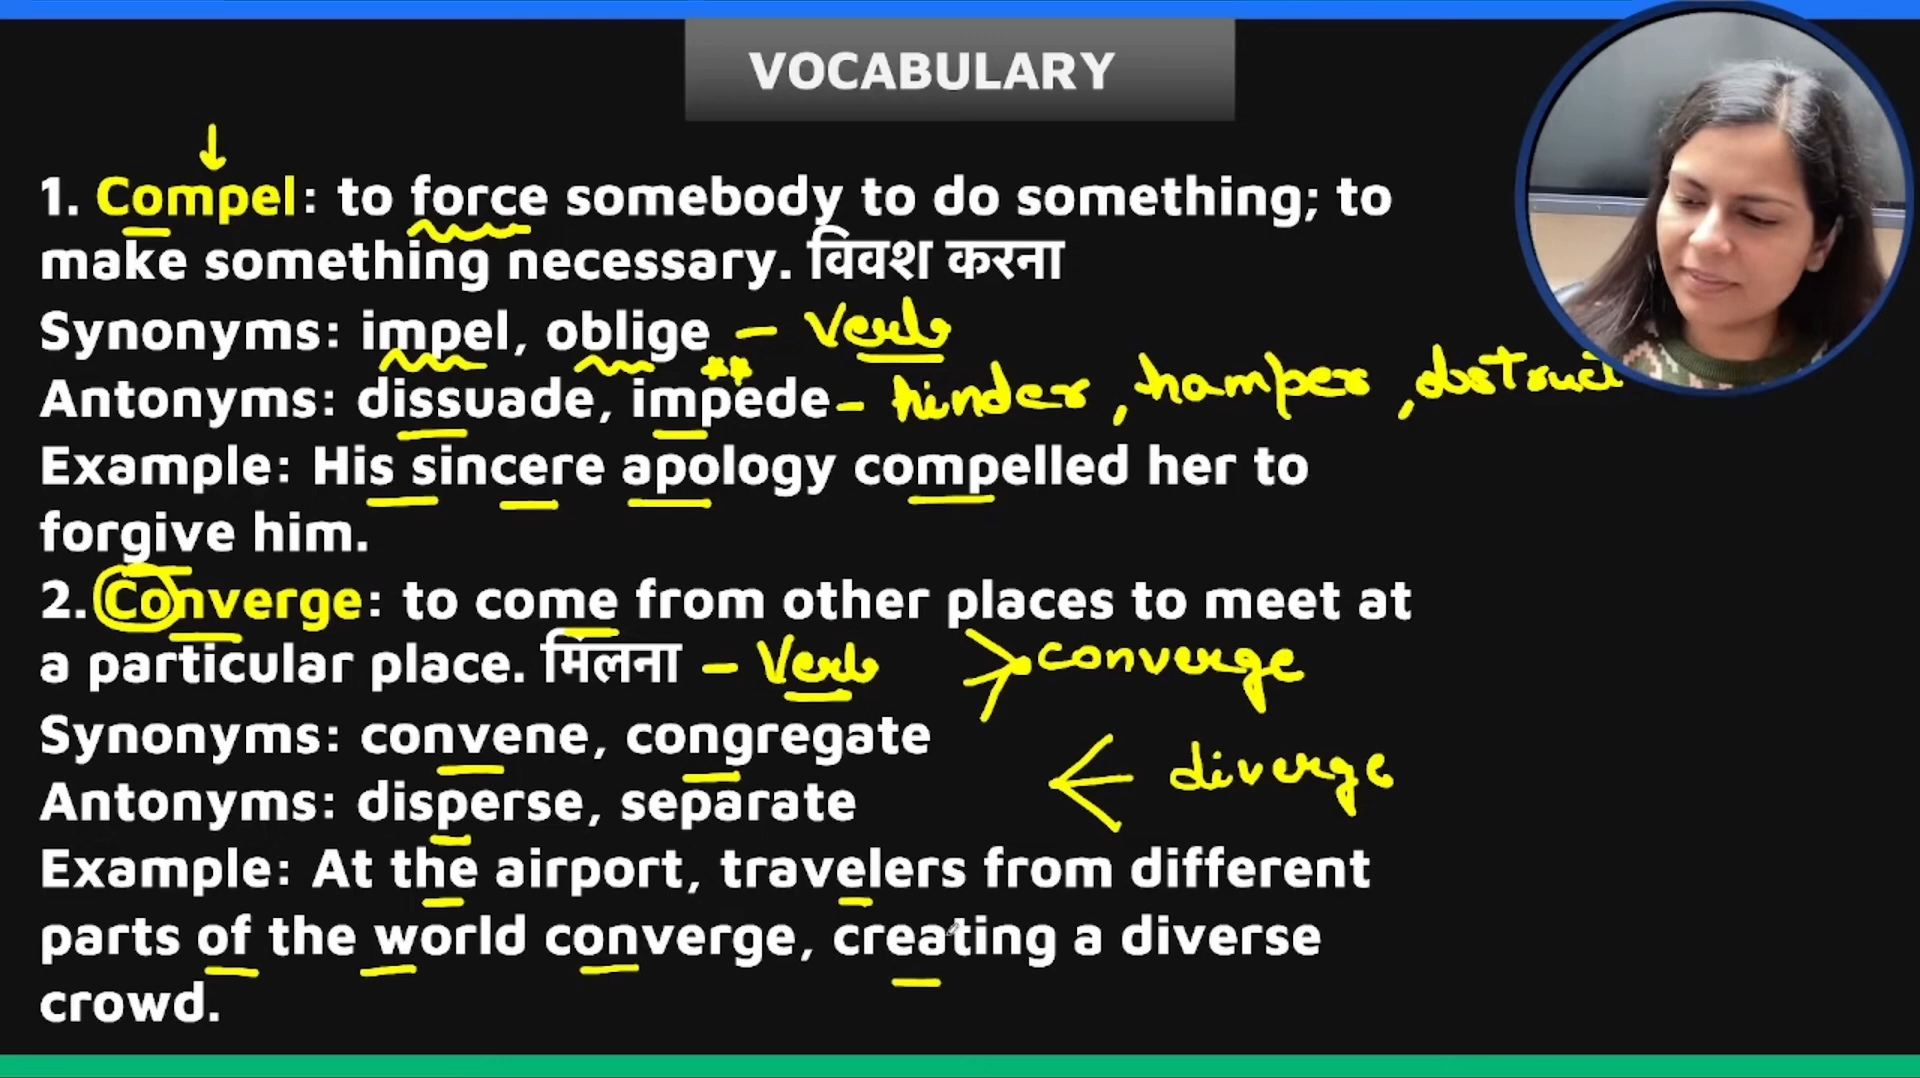 VOCABULARY
1. Compel: to force somebody to do something; to
make something necessary. विवश करना
Synonyms: impel, oblige – Verb
Antonyms: dissuade, impede – hinder, hamper, obstruct
Example: His sincere apology compelled her to
forgive him.
2. Converge: to come from other places to meet at
a particular place. मिलना – Verb converge
Synonyms: convene, congregate
diverge
Antonyms: disperse, separate
Example: At the airport, travelers from different
parts of the world converge, creating a diverse
crowd.